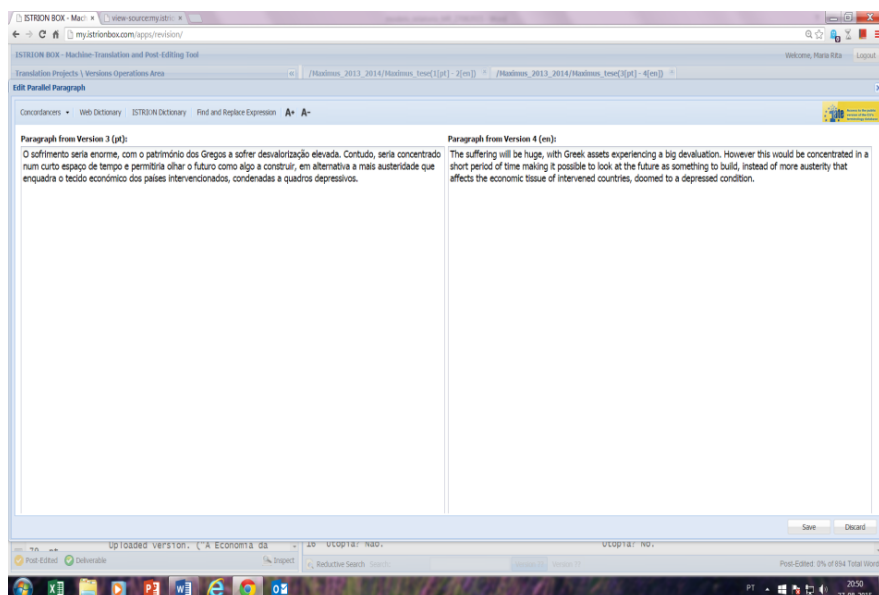 ISTRION BOX - Mach
view-source:my.istri
my.istrionbox.com/apps/revision/
ISTRION BOX - Machine-Translation and Post-Editing Tool
Welcome, Maria Rita
Logout
Translation Projects \ Versions Operations Area
/Maximus_2013_2014/Maximus_tese(1[pt] - 2[en])
/Maximus_2013_2014/Maximus_tese(3[pt] - 4[en])
Edit Parallel Paragraph
Concordancers
Web Dictionary
ISTRION Dictionary
Find and Replace Expression
A+ A-
Paragraph from Version 3 (pt):
O sofrimento seria enorme, com o património dos Gregos a sofrer desvalorização elevada. Contudo, seria concentrado
num curto espaço de tempo e permitiria olhar o futuro como algo a construir, em alternativa a mais austeridade que
enquadra o tecido económico dos países intervencionados, condenadas a quadros depressivos.
Paragraph from Version 4 (en):
The suffering will be huge, with Greek assets experiencing a big devaluation. However this would be concentrated in a
short period of time making it possible to look at the future as something to build, instead of more austerity that
affects the economic tissue of intervened countries, doomed to a depressed condition.
Save
Discard
Uploaded version. ("A Economia da
16 Utopia? Não.
Utopia? No.
Post-Edited
Deliverable
Inspect
Reductive Search
Search:
Post-Edited 0% of 694 Total Word
PT
20:50